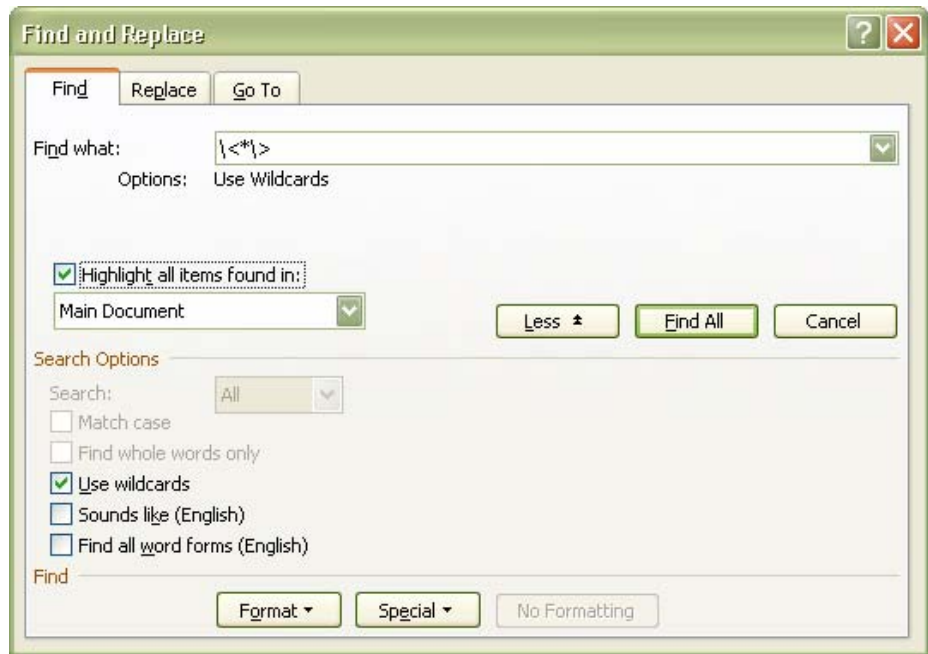 Find and Replace
Find Replace Go To
Find what: \<*\>
Options: Use Wildcards
Highlight all items found in:
Main Document
Less Find All Cancel
Search Options
Search: All
Match case
Find whole words only
Use wildcards
Sounds like (English)
Find all word forms (English)
Find
Format Special No Formatting